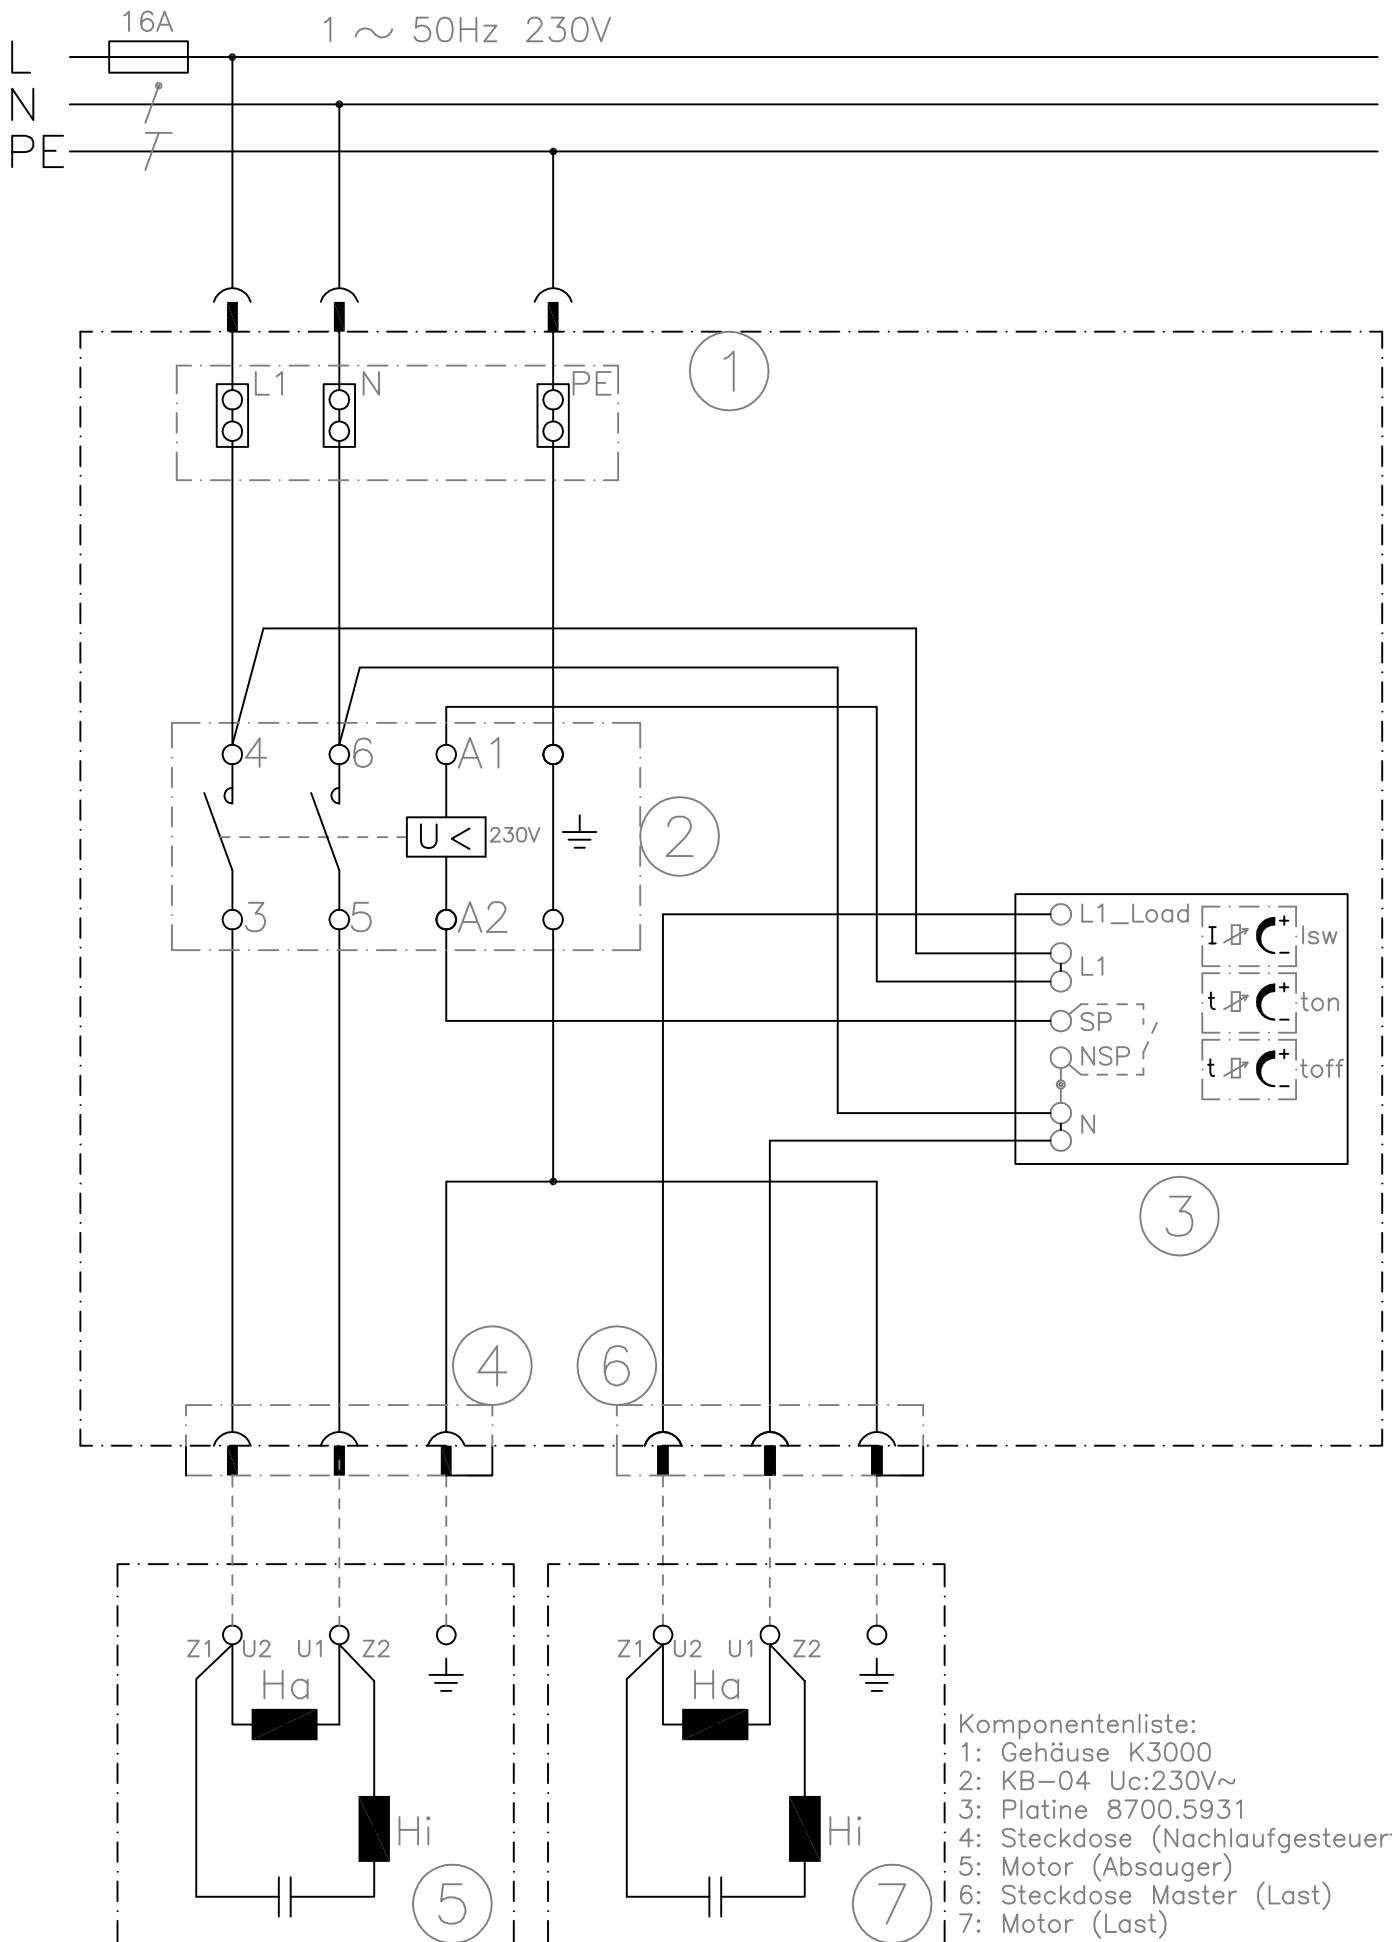 16A
1 ~ 50Hz 230V
L
N
PE
L1 N PE
1
4 6 A1
U< 230V
2
3 5 A2
L1_Load
L1
SP
NSP
N
I + - Isw
t + - ton
t + - toff
3
4 6
Z1 U2 U1 Z2
Ha
Hi
5
Z1 U2 U1 Z2
Ha
Hi
7
Komponentenliste:
1: Gehäuse K3000
2: KB-04 Uc:230V~
3: Platine 8700.5931
4: Steckdose (Nachlaufgesteuer
5: Motor (Absauger)
6: Steckdose Master (Last)
7: Motor (Last)